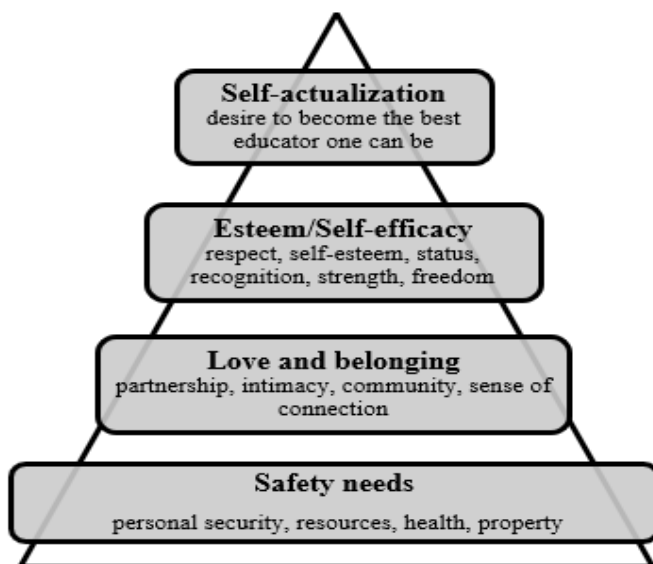 Self-actualization
desire to become the best
educator one can be
Esteem/Self-efficacy
respect, self-esteem, status,
recognition, strength, freedom
Love and belonging
partnership, intimacy, community, sense of
connection
Safety needs
personal security, resources, health, property